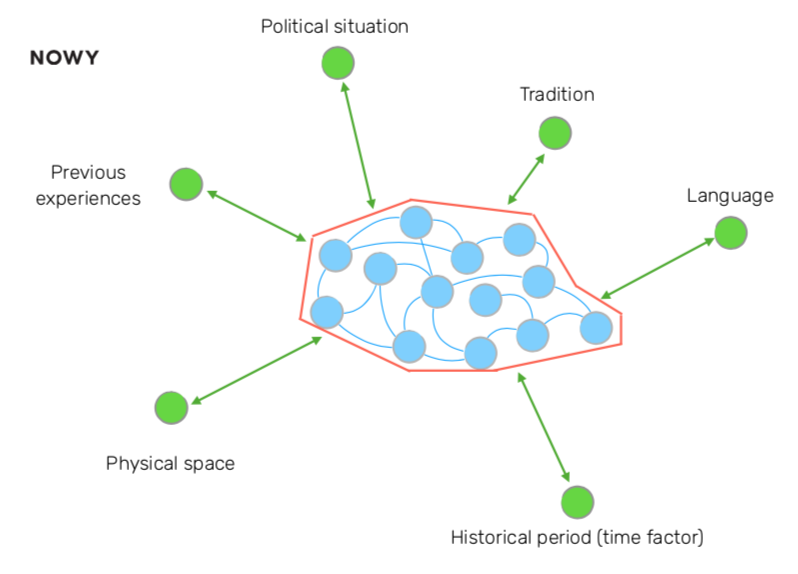 Political situation
NOWY
Tradition
Previous
experiences
Language
Physical space
Historical period (time factor)